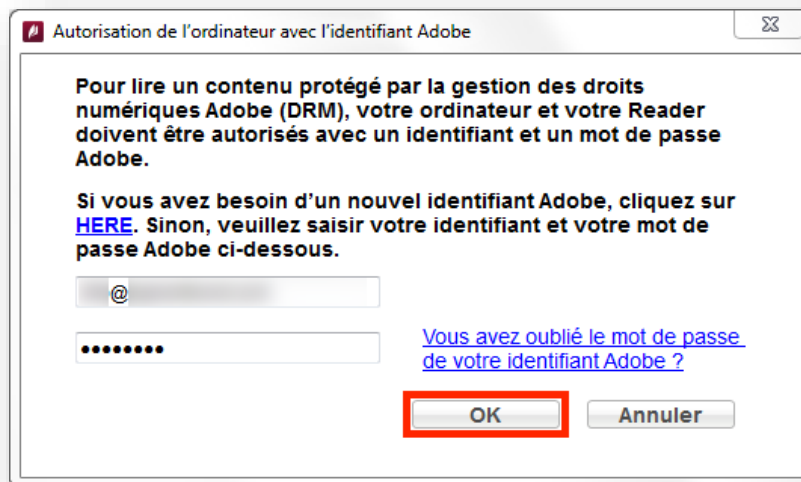 Autorisation de l'ordinateur avec l'identifiant Adobe
Pour lire un contenu protégé par la gestion des droits
numériques Adobe (DRM), votre ordinateur et votre Reader
doivent être autorisés avec un identifiant et un mot de passe
Adobe.
Si vous avez besoin d'un nouvel identifiant Adobe, cliquez sur
HERE. Sinon, veuillez saisir votre identifiant et votre mot de
passe Adobe ci-dessous.
@
••••••••
Vous avez oublié le mot de passe
de votre identifiant Adobe ?
OK
Annuler